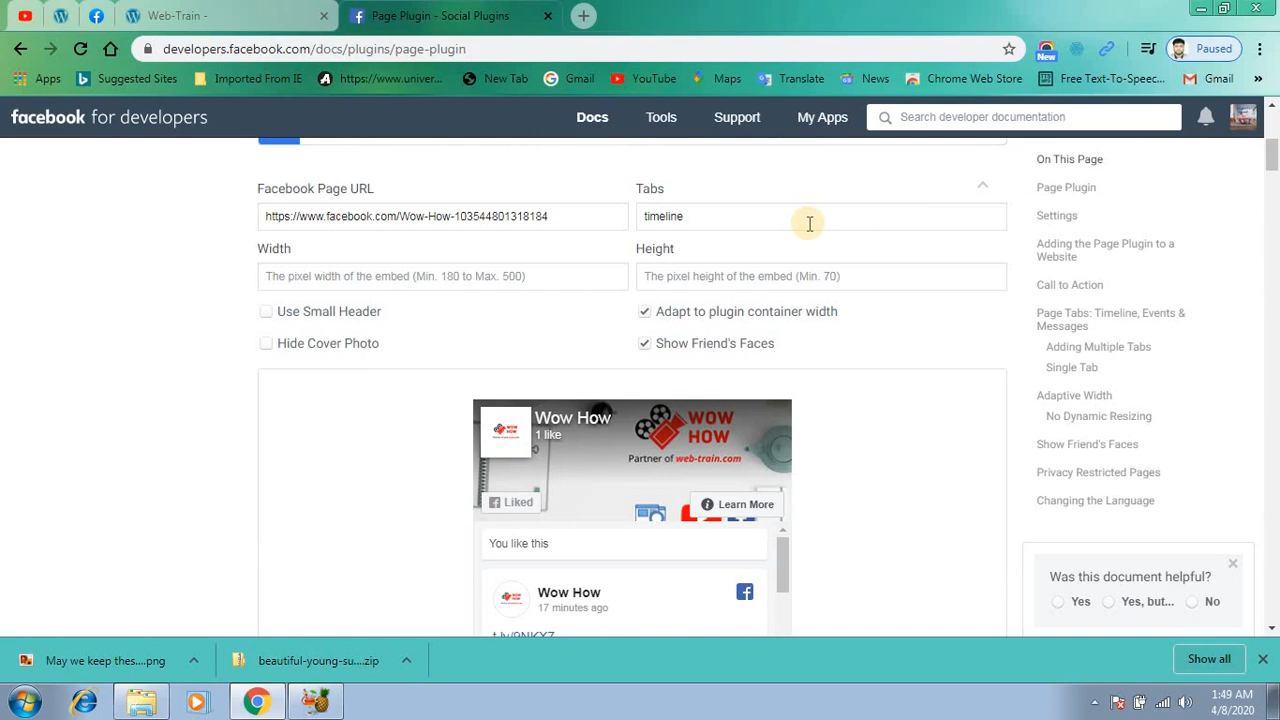 Web-Train -
Page Plugin - Social Plugins
developers.facebook.com/docs/plugins/page-plugin
New
Paused
Apps
Suggested Sites
Imported From IE
https://www.univer...
New Tab
Gmail
YouTube
Maps
Translate
News
Chrome Web Store
Free Text-To-Speec...
Gmail
»
facebook for developers
Docs
Tools
Support
My Apps
Search developer documentation
Facebook Page URL
Tabs
https://www.facebook.com/Wow-How-103544801318184
timeline
Width
Height
The pixel width of the embed (Min. 180 to Max. 500)
The pixel height of the embed (Min. 70)
Use Small Header
Adapt to plugin container width
Hide Cover Photo
Show Friend's Faces
Wow How
1 like
WOW
HOW
Partner of web-train.com
Liked
Learn More
You like this
Wow How
17 minutes ago
t.ly/9NKXZ
On This Page
Page Plugin
Settings
Adding the Page Plugin to a
Website
Call to Action
Page Tabs: Timeline, Events &
Messages
Adding Multiple Tabs
Single Tab
Adaptive Width
No Dynamic Resizing
Show Friend's Faces
Privacy Restricted Pages
Changing the Language
Was this document helpful?
Yes
Yes, but...
No
May we keep thes....png
beautiful-young-su....zip
Show all
1:49 AM
4/8/2020